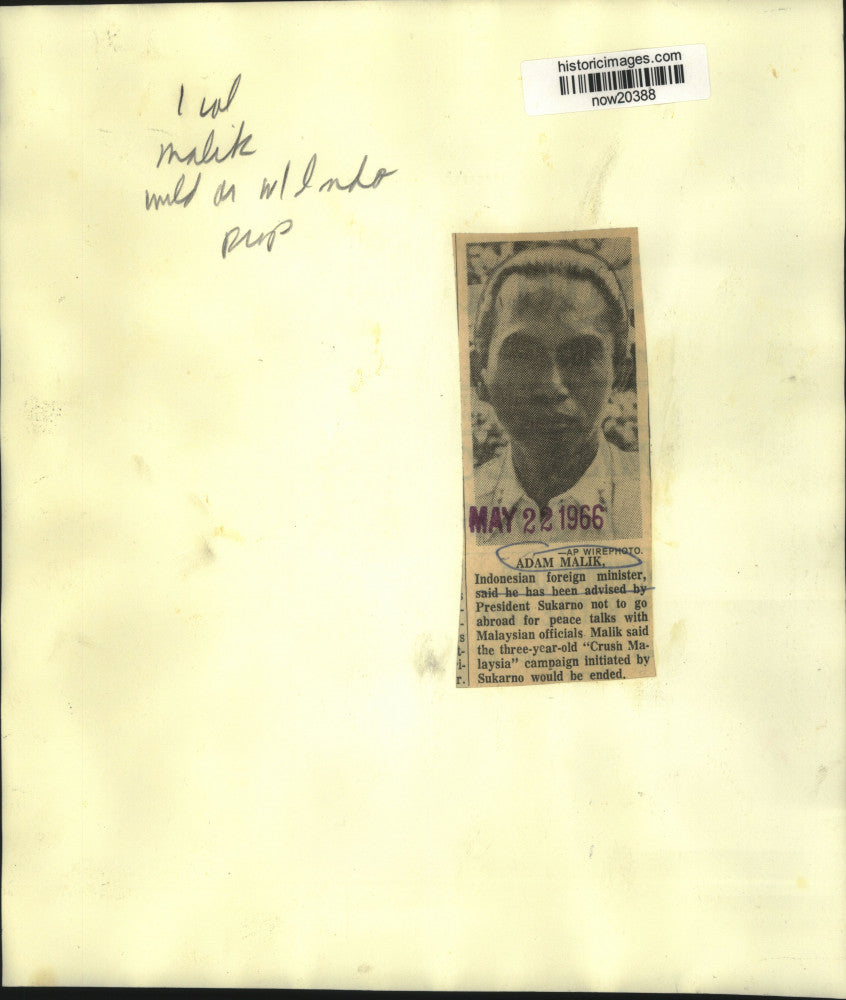 historicimages.com
now20388
1 col
malik
w/Indo
MAY 22 1966
—AP WIREPHOTO.
ADAM MALIK,
Indonesian foreign minister,
said he has been advised by
President Sukarno not to go
abroad for peace talks with
Malaysian officials. Malik said
the three-year-old “Crush Ma-
laysia” campaign initiated by
Sukarno would be ended.